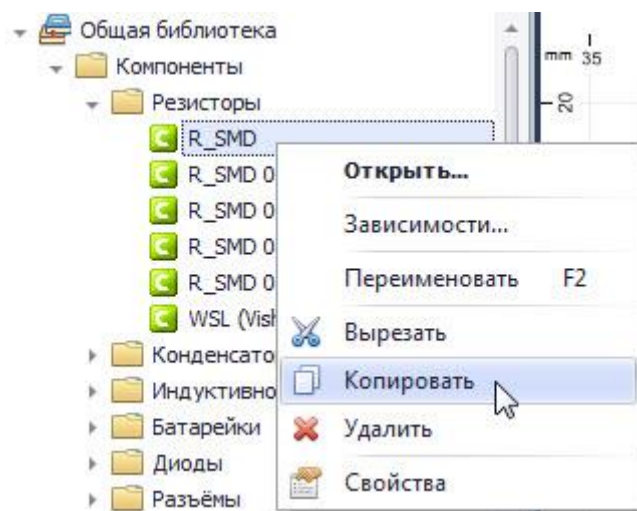 Общая библиотека
Компоненты
Резисторы
R_SMD
R_SMD 0
R_SMD 0
R_SMD 0
R_SMD 0
WSL (Vish
Конденсато
Индуктивно
Батарейки
Диоды
Разъёмы
Открыть...
Зависимости...
Переименовать F2
Вырезать
Копировать
Удалить
Свойства
mm 35
20